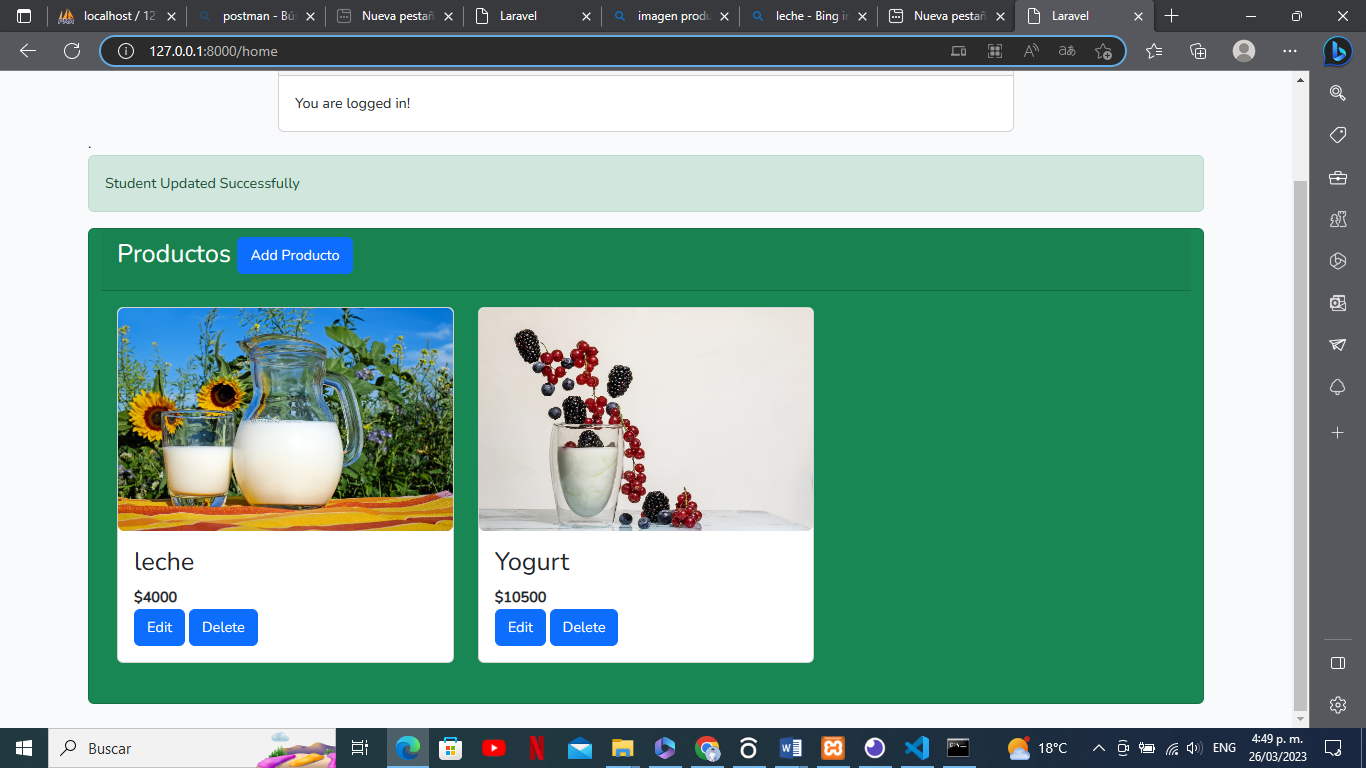 localhost / 12
postman - Bús
Nueva pestañ
Laravel
imagen produ
leche - Bing in
Nueva pestañ
Laravel
127.0.0.1:8000/home
You are logged in!
.
Student Updated Successfully
Productos Add Producto
leche
$4000
Edit Delete
Yogurt
$10500
Edit Delete
Buscar
18°C
ENG
4:49 p. m.
26/03/2023